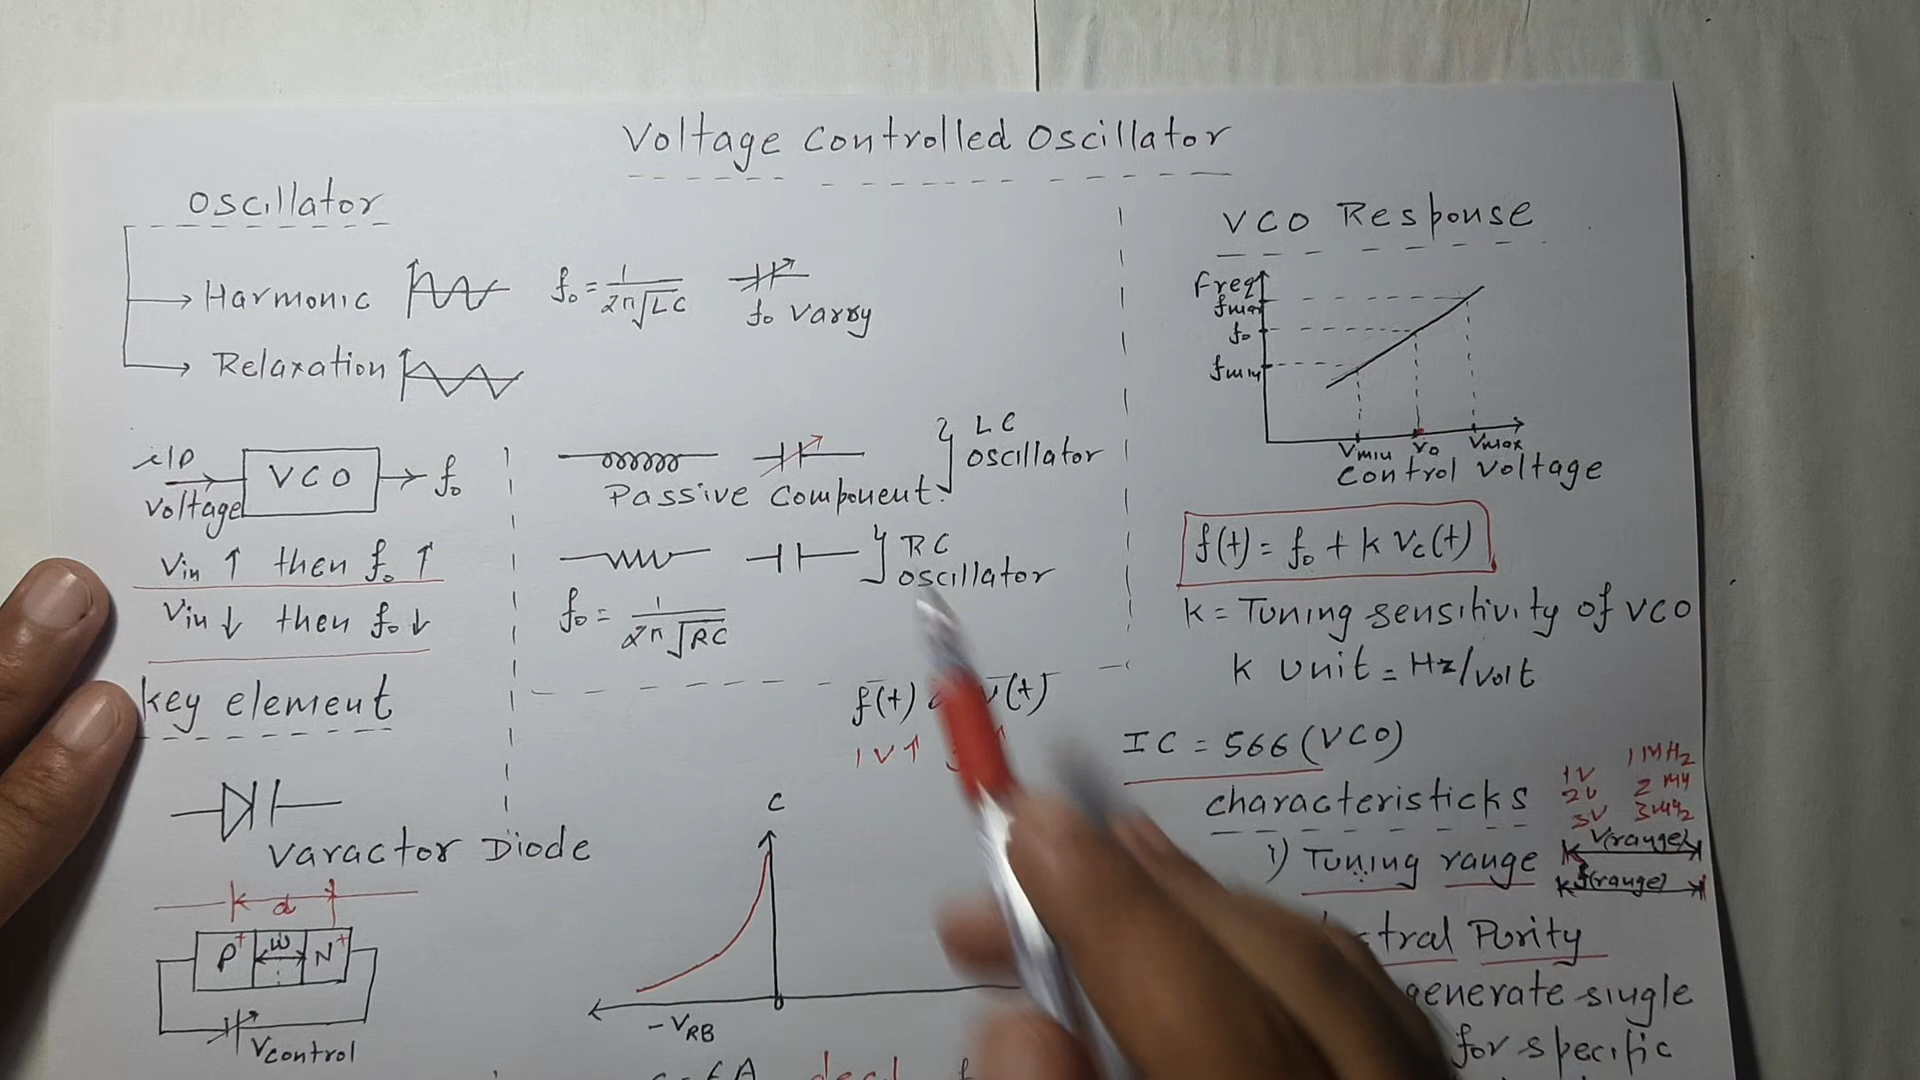 Voltage Controlled Oscillator
Oscillator
Harmonic
f₀ = 1/2π√LC
f₀ Varry
Relaxation
i/p
Voltage
VCO
f₀
Vin ↑ then f₀ ↑
Vin ↓ then f₀ ↓
key element
Varactor Diode
d
P+
W
N+
Vcontrol
LC
Oscillator
Passive Component
RC
Oscillator
f₀ = 1/2π√RC
f(t)
v(t)
1V↑
C
0
-VRB
VCO Response
Freq
fmax
f₀
fmin
Vmin
V₀
Vmax
Control Voltage
f(t) = f₀ + k Vc(t)
k = Tuning sensitivity of VCO
k Unit = Hz/volt
IC = 566 (VCO)
characteristicks
1V 1MHz
2V
3V
i) Tuning range
V(range)
f(range)
tral Purity
generate single
for specific